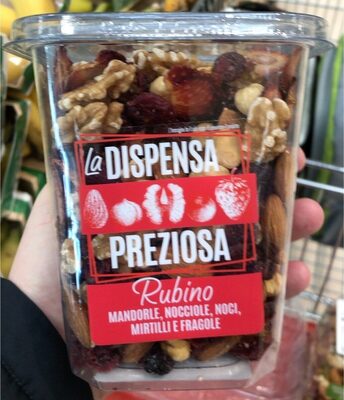 La DISPENSA
PREZIOSA
Rubino
MANDORLE, NOCCIOLE, NOCI,
MIRTILLI E FRAGOLE